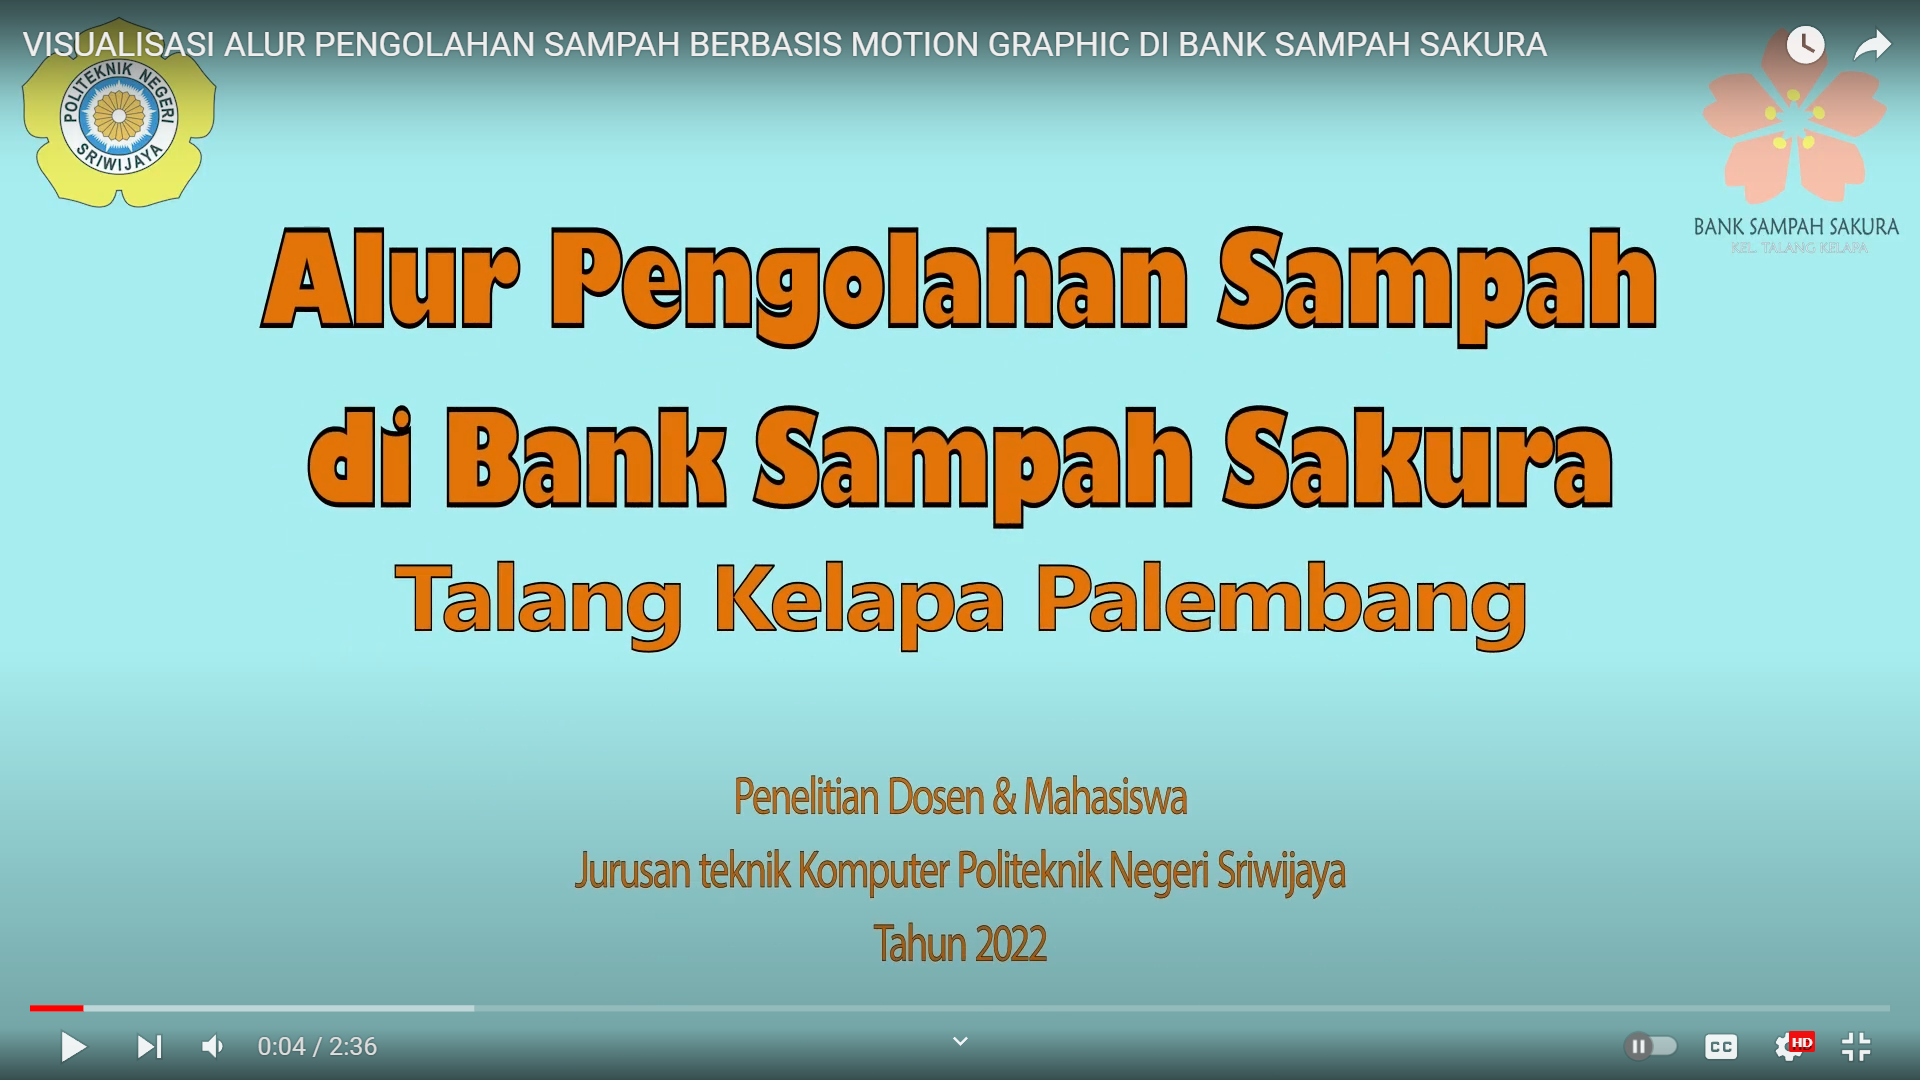 VISUALISASI ALUR PENGOLAHAN SAMPAH BERBASIS MOTION GRAPHIC DI BANK SAMPAH SAKURA
POLITEKNIK NEGERI
SRIWIJAYA
BANK SAMPAH SAKURA
KEL. TALANG KELAPA
Alur Pengolahan Sampah
di Bank Sampah Sakura
Talang Kelapa Palembang
Penelitian Dosen & Mahasiswa
Jurusan teknik Komputer Politeknik Negeri Sriwijaya
Tahun 2022
0:04 / 2:36
CC
HD